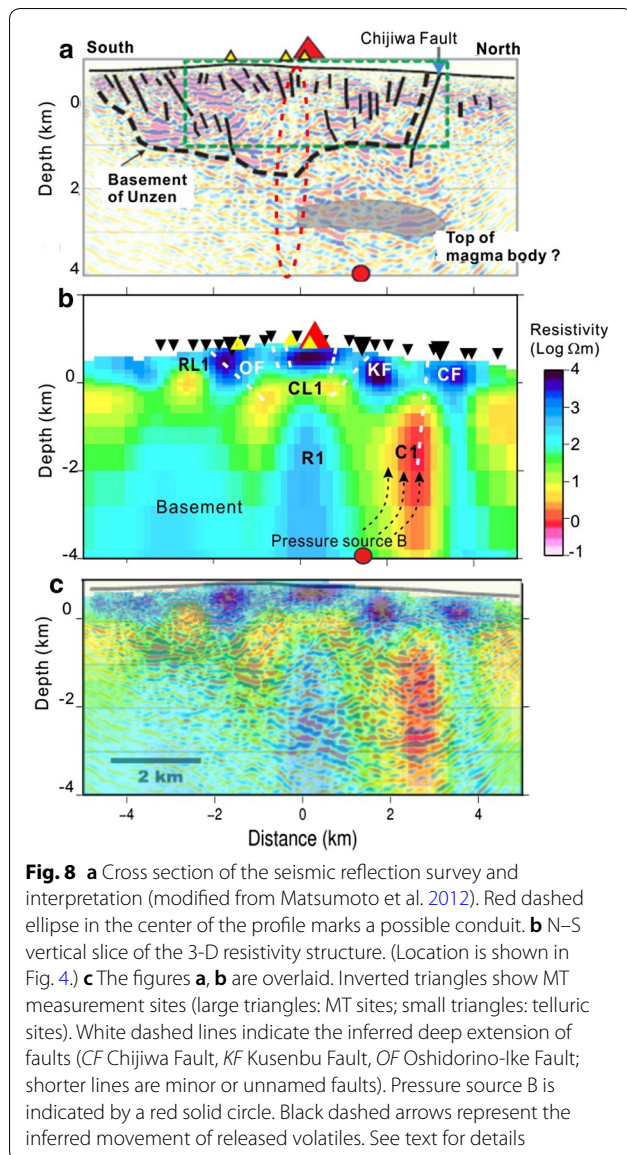 a South North
Chijiwa Fault
Depth (km)
0
2
4
Basement
of Unzen
Top of
magma body ?
b
Resistivity
(Log Ωm)
4
3
2
1
0
-1
RL1 OF CL1 KF CF
R1 C1
Basement
Pressure source B
Depth (km)
0
-2
-4
c
Depth (km)
0
-2
-4
2 km
−4 −2 0 2 4
Distance (km)
Fig. 8 a Cross section of the seismic reflection survey and
interpretation (modified from Matsumoto et al. 2012). Red dashed
ellipse in the center of the profile marks a possible conduit. b N–S
vertical slice of the 3-D resistivity structure. (Location is shown in
Fig. 4.) c The figures a, b are overlaid. Inverted triangles show MT
measurement sites (large triangles: MT sites; small triangles: telluric
sites). White dashed lines indicate the inferred deep extension of
faults (CF Chijiwa Fault, KF Kusenbu Fault, OF Oshidorino-Ike Fault;
shorter lines are minor or unnamed faults). Pressure source B is
indicated by a red solid circle. Black dashed arrows represent the
inferred movement of released volatiles. See text for details